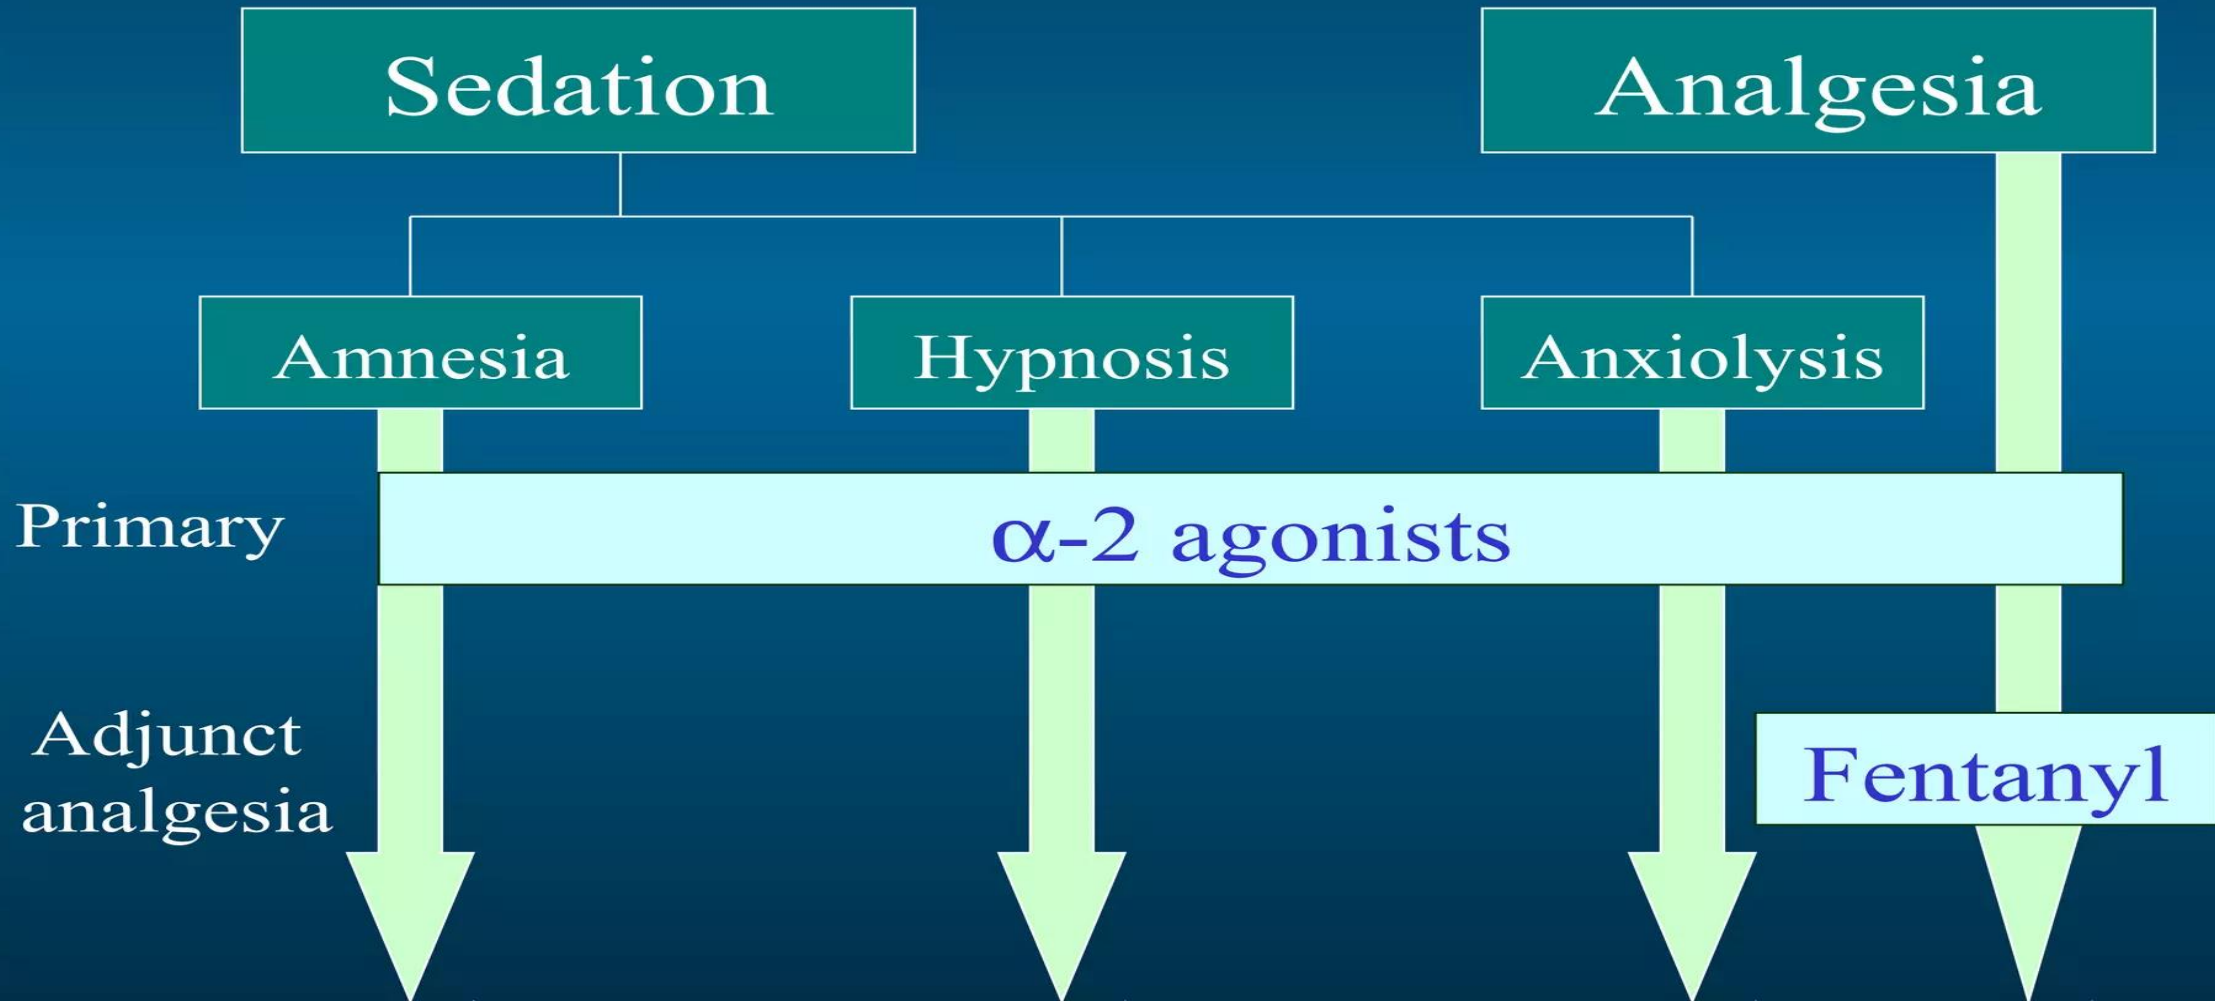 Sedation
Analgesia
Amnesia
Hypnosis
Anxiolysis
Primary
α-2 agonists
Adjunct
analgesia
Fentanyl